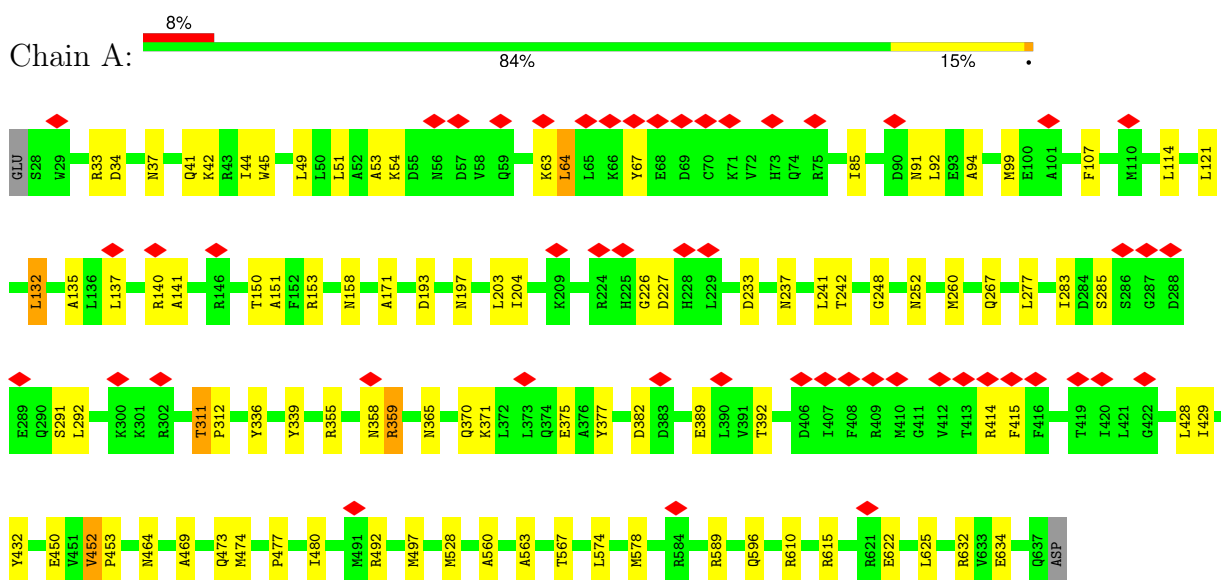 8%
Chain A:
84% 15% •
GLU S28 W29 R33 D34 N37 Q41 K42 R43 I44 W45 L49 L50 L51 A52 A53 K54 D55 N56 D57 V58 Q59 K63 L64 L65 K66 Y67 E68 D69 C70 K71 V72 H73 Q74 R75 I85 D90 N91 L92 E93 A94 M99 E100 A101 F107 M110 L114 L121
L132 A135 L136 L137 R140 A141 R146 T150 A151 F152 R153 N158 A171 D193 N197 L203 I204 K209 R224 H225 G226 D227 H228 L229 D233 N237 L241 T242 G248 N252 M260 Q267 L277 I283 D284 S285 S286 G287 D288
E289 Q290 S291 L292 K300 K301 R302 T311 P312 Y336 Y339 R355 N358 R359 N365 Q370 K371 L372 L373 Q374 E375 A376 Y377 D382 D383 E389 L390 V391 T392 D406 I407 F408 R409 M410 G411 V412 T413 R414 F415 F416 T419 I420 L421 G422 L428 I429
Y432 E450 V451 V452 P453 N464 A469 Q473 M474 P477 I480 M491 R492 M497 M528 A560 A563 T567 L574 M578 R584 R589 Q596 R610 R615 R621 E622 L625 R632 V633 E634 Q637 ASP